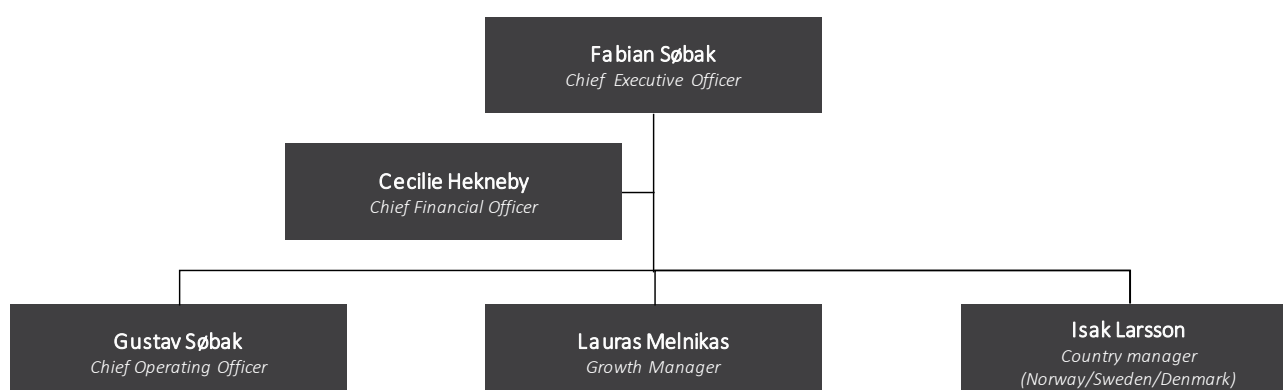 Fabian Søbak
Chief Executive Officer
Cecilie Hekneby
Chief Financial Officer
Gustav Søbak
Chief Operating Officer
Lauras Melnikas
Growth Manager
Isak Larsson
Country manager
(Norway/Sweden/Denmark)